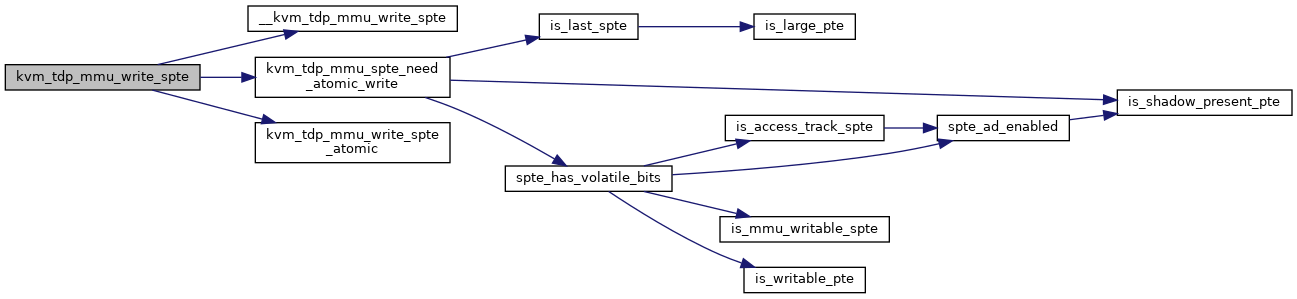 __kvm_tdp_mmu_write_spte
is_last_spte
is_large_pte
kvm_tdp_mmu_write_spte
kvm_tdp_mmu_spte_need
_atomic_write
is_shadow_present_pte
is_access_track_spte
spte_ad_enabled
kvm_tdp_mmu_write_spte
_atomic
spte_has_volatile_bits
is_mmu_writable_spte
is_writable_pte